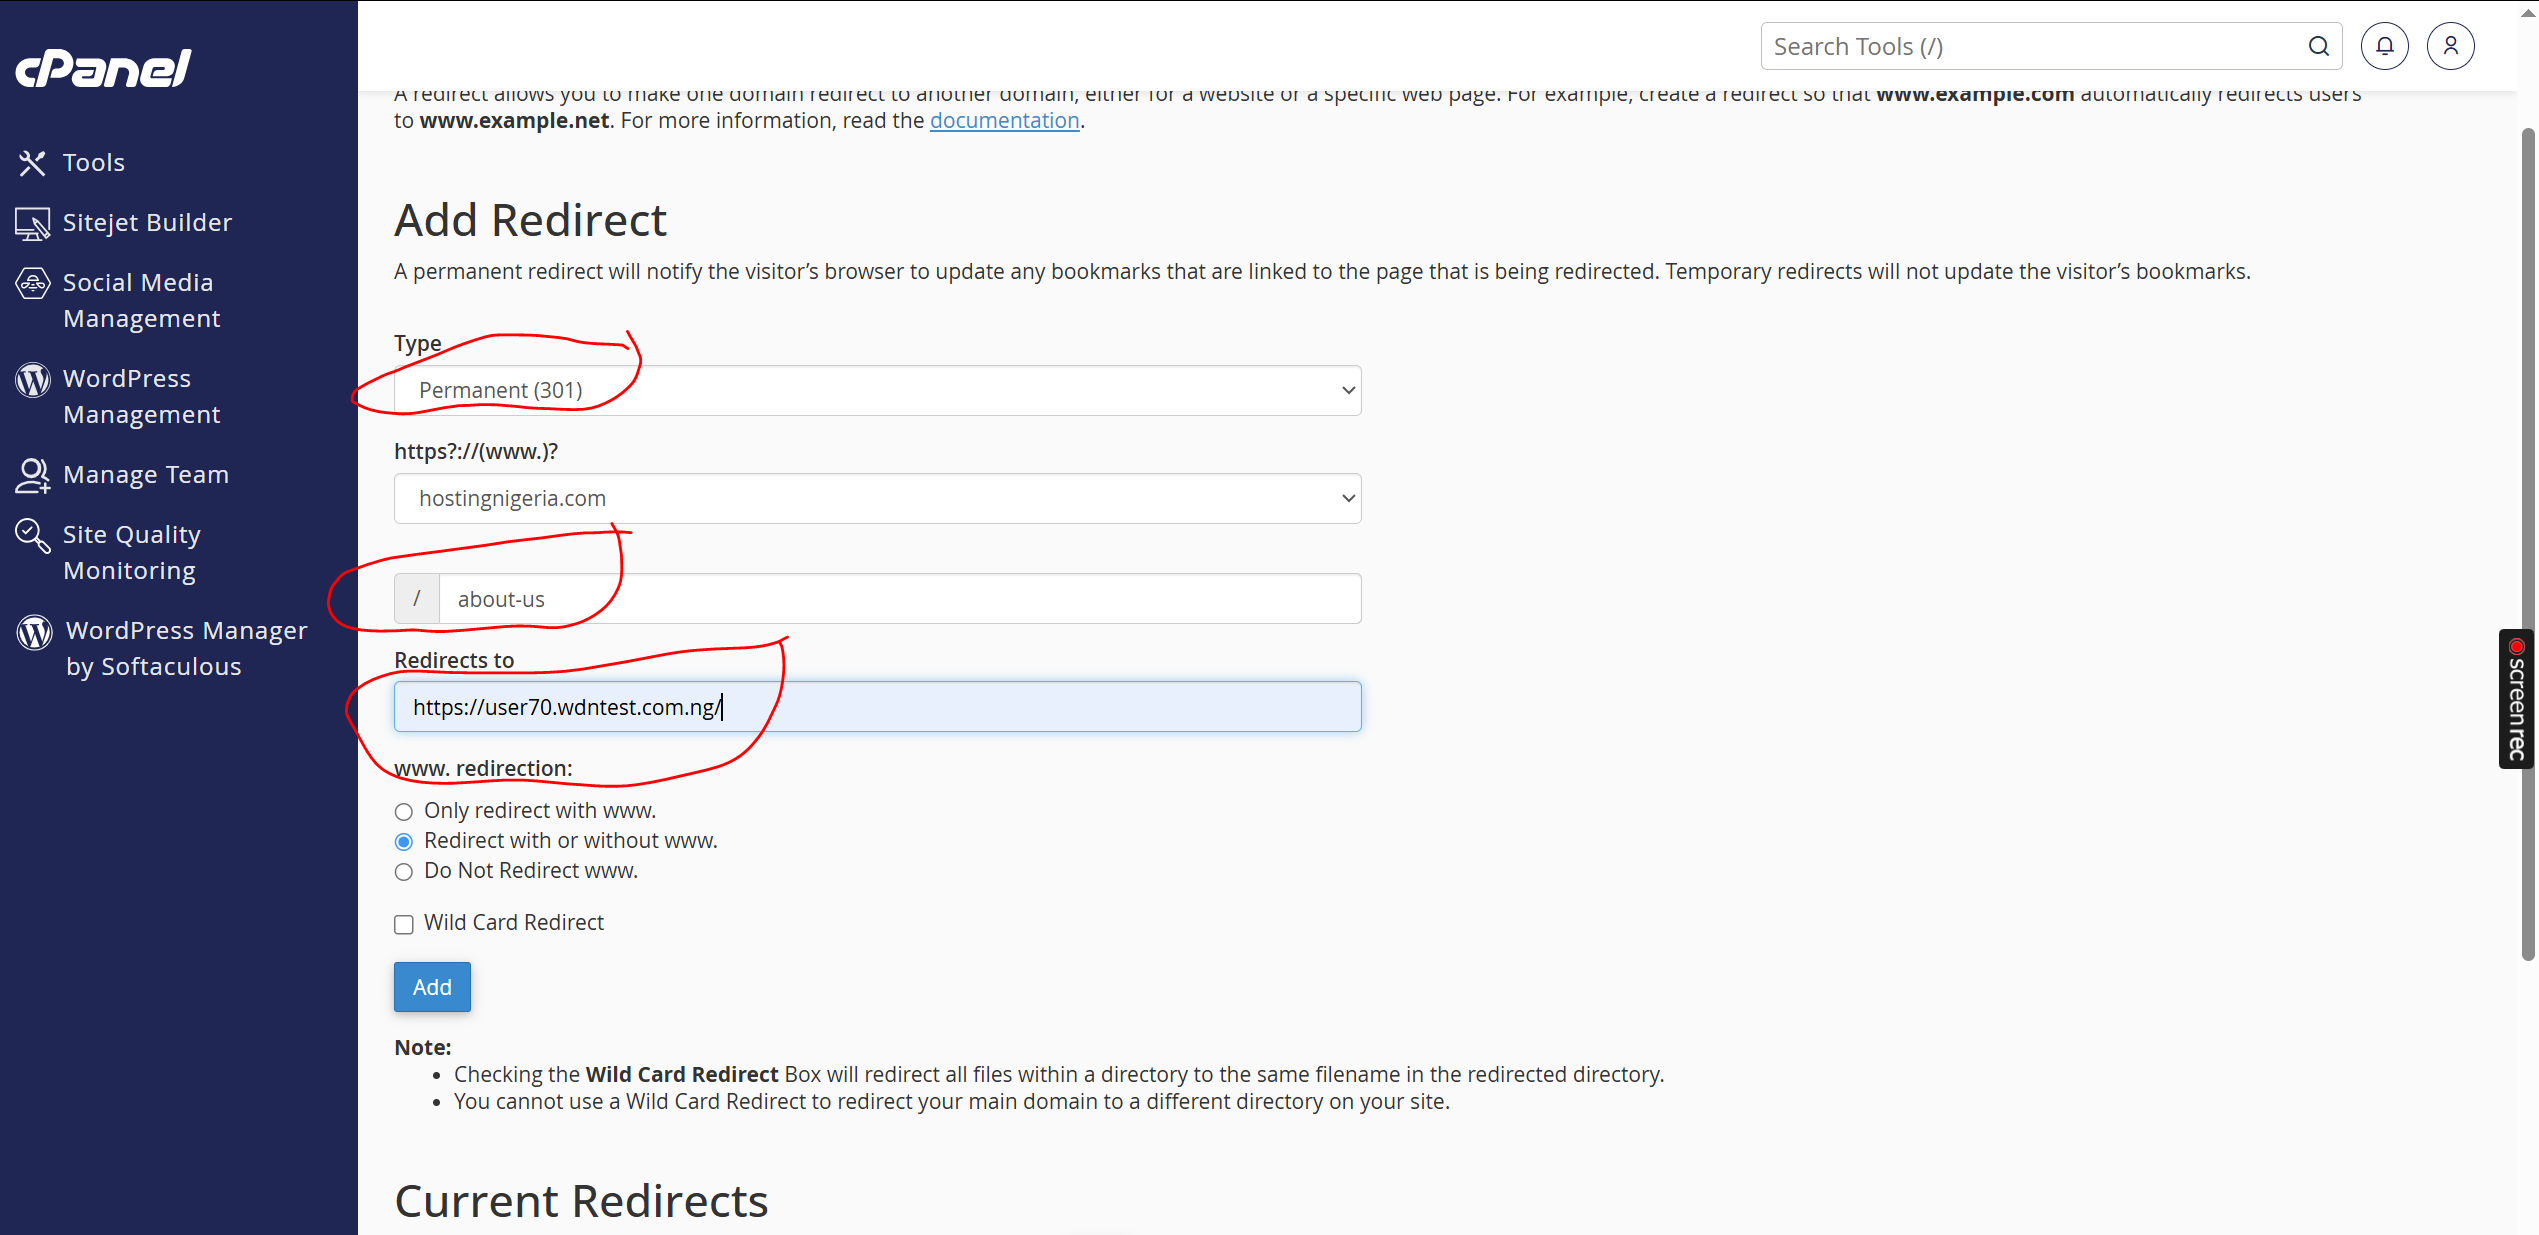 cPanel
Search Tools (/)
Tools
Sitejet Builder
Social Media
Management
WordPress
Management
Manage Team
Site Quality
Monitoring
WordPress Manager
by Softaculous
A redirect allows you to make one domain redirect to another domain, either for a website or a specific web page. For example, create a redirect so that www.example.com automatically redirects users
to www.example.net. For more information, read the documentation.
Add Redirect
A permanent redirect will notify the visitor’s browser to update any bookmarks that are linked to the page that is being redirected. Temporary redirects will not update the visitor’s bookmarks.
Type
Permanent (301)
https?://(www.)?
hostingnigeria.com
/ about-us
Redirects to
https://user70.wdntest.com.ng/
www. redirection:
Only redirect with www.
Redirect with or without www.
Do Not Redirect www.
Wild Card Redirect
Add
Note:
• Checking the Wild Card Redirect Box will redirect all files within a directory to the same filename in the redirected directory.
• You cannot use a Wild Card Redirect to redirect your main domain to a different directory on your site.
Current Redirects
screenrec